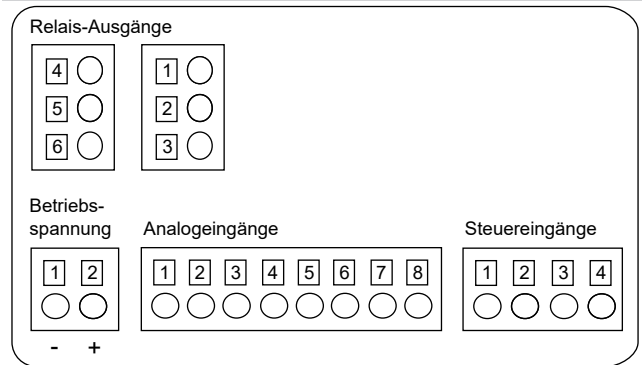 Relais-Ausgänge
4 1
5 2
6 3
Betriebs-
spannung Analogeingänge Steuereingänge
1 2 1 2 3 4 5 6 7 8 1 2 3 4
- +